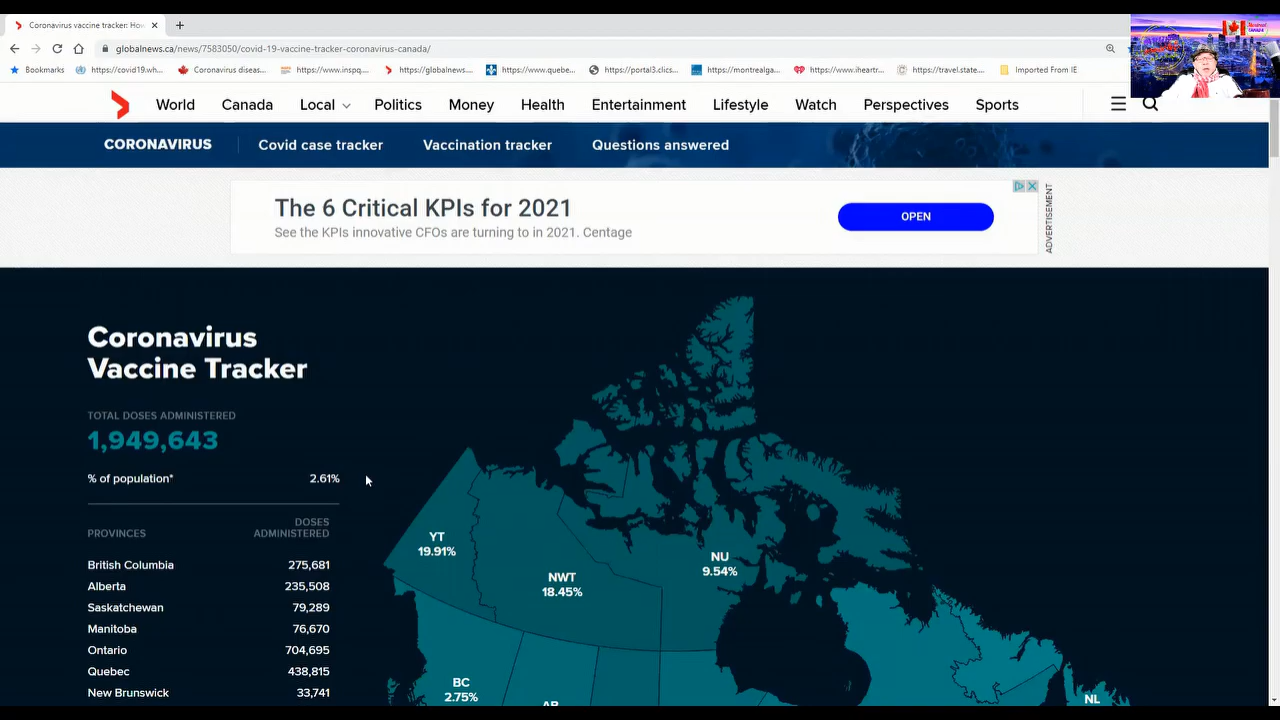 Coronavirus vaccine tracker: Ho
globalnews.ca/news/7583050/covid-19-vaccine-tracker-coronavirus-canada/
Bookmarks https://covid19.wh... Coronavirus diseas... https://www.inspq.... https://globalnews.... https://www.quebe... https://portal3.clics... https://montrealga... https://www.iheartr... https://travel.state.... Imported From IE
World Canada Local Politics Money Health Entertainment Lifestyle Watch Perspectives Sports
CORONAVIRUS Covid case tracker Vaccination tracker Questions answered
The 6 Critical KPIs for 2021
See the KPIs innovative CFOs are turning to in 2021. Centage
OPEN
ADVERTISEMENT
Coronavirus
Vaccine Tracker
TOTAL DOSES ADMINISTERED
1,949,643
% of population* 2.61%
PROVINCES DOSES ADMINISTERED
British Columbia 275,681
Alberta 235,508
Saskatchewan 79,289
Manitoba 76,670
Ontario 704,695
Quebec 438,815
New Brunswick 33,741
YT
19.91%
NWT
18.45%
NU
9.54%
BC
2.75%
AB
NL